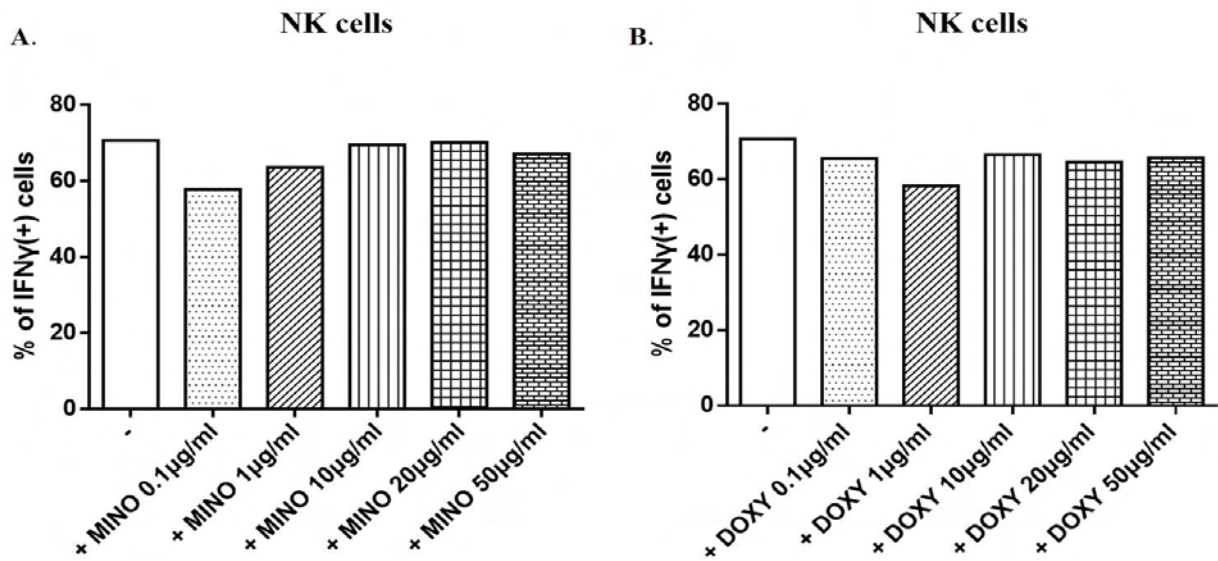 A.
NK cells
% of IFNγ(+) cells
80
60
40
20
0
-
+ MINO 0.1µg/ml
+ MINO 1µg/ml
+ MINO 10µg/ml
+ MINO 20µg/ml
+ MINO 50µg/ml
B.
NK cells
% of IFNγ(+) cells
80
60
40
20
0
-
+ DOXY 0.1µg/ml
+ DOXY 1µg/ml
+ DOXY 10µg/ml
+ DOXY 20µg/ml
+ DOXY 50µg/ml